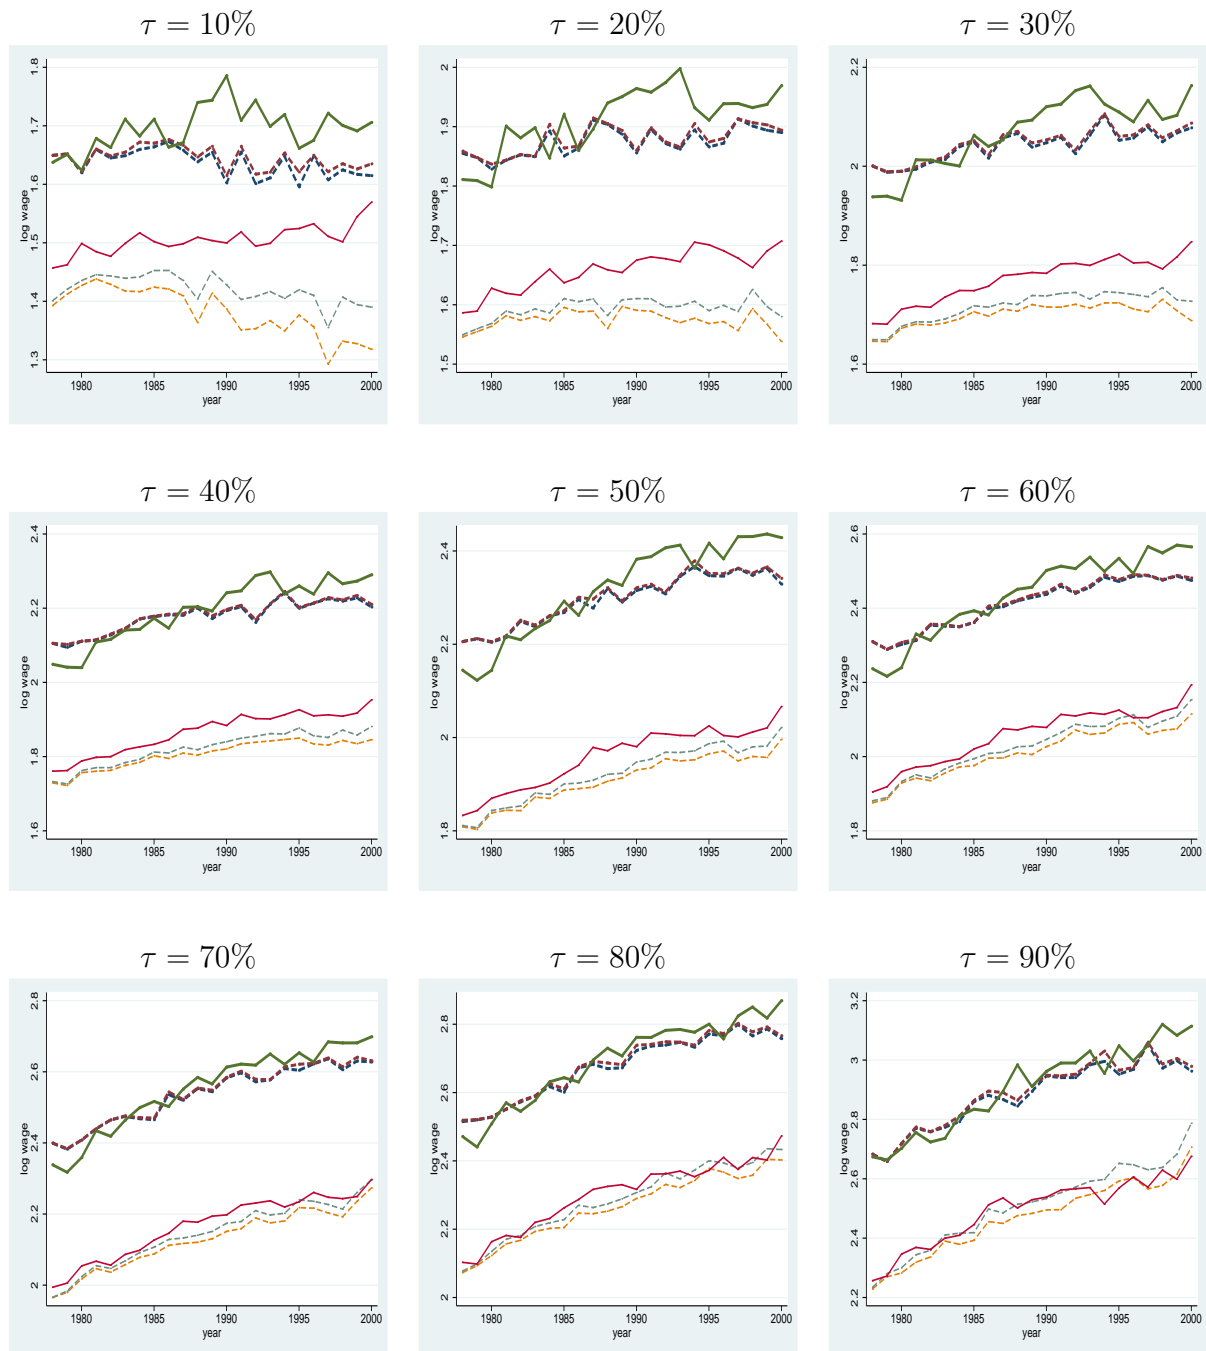 τ = 10%
τ = 20%
τ = 30%
log wage
1.3 1.4 1.5 1.6 1.7 1.8
1980 1985 1990 1995 2000
year
log wage
1.5 1.6 1.7 1.8 1.9 2
1980 1985 1990 1995 2000
year
log wage
1.6 1.8 2 2.2
1980 1985 1990 1995 2000
year
τ = 40%
τ = 50%
τ = 60%
log wage
1.6 1.8 2 2.2 2.4
1980 1985 1990 1995 2000
year
log wage
1.8 2 2.2 2.4
1980 1985 1990 1995 2000
year
log wage
1.8 2 2.2 2.4 2.6
1980 1985 1990 1995 2000
year
τ = 70%
τ = 80%
τ = 90%
log wage
2 2.2 2.4 2.6 2.8
1980 1985 1990 1995 2000
year
log wage
2 2.2 2.4 2.6 2.8
1980 1985 1990 1995 2000
year
log wage
2.2 2.4 2.6 2.8 3 3.2
1980 1985 1990 1995 2000
year